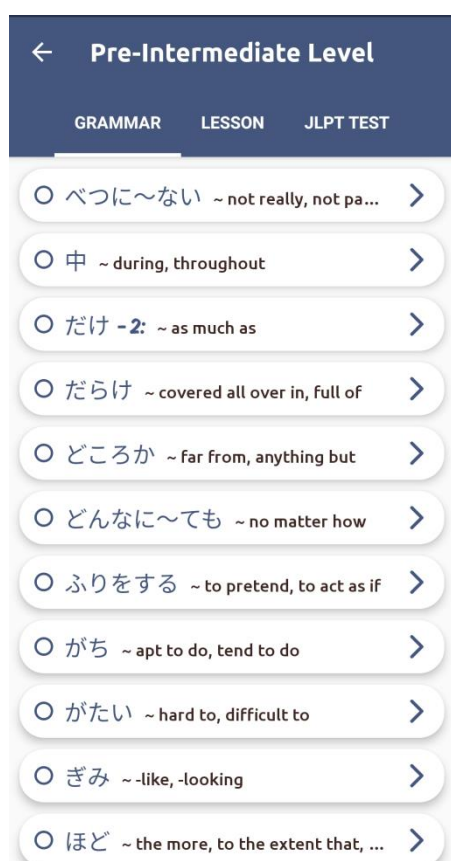 Pre-Intermediate Level
GRAMMAR LESSON JLPT TEST
べつに〜ない ~ not really, not pa...
中 ~ during, throughout
だけ - 2: ~ as much as
だらけ ~ covered all over in, full of
どころか ~ far from, anything but
どんなに〜ても ~ no matter how
ふりをする ~ to pretend, to act as if
がち ~ apt to do, tend to do
がたい ~ hard to, difficult to
ぎみ ~ -like, -looking
ほど ~ the more, to the extent that, ...